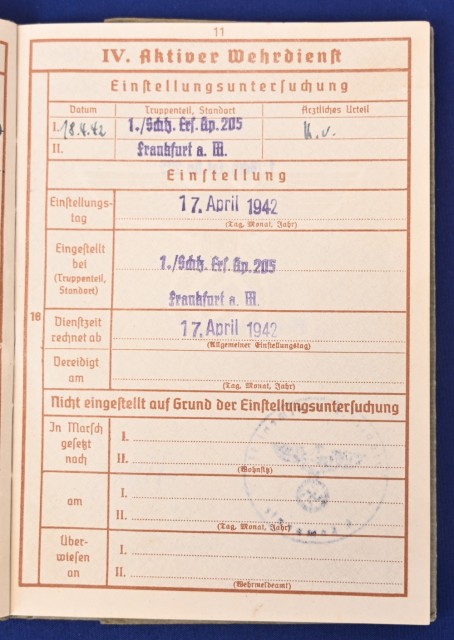 11
IV. Aktiver Wehrdienst
Einstellungsuntersuchung
Datum Truppenteil, Standort Ärztliches Urteil
I. 18.4.42 1./Schtz. Ers. Kp. 205 k.v.
II. Frankfurt a. M.
Einstellung
Einstellungs-
tag
17. April 1942
(Tag, Monat, Jahr)
Eingestellt
bei
(Truppenteil,
Standort)
1./Schtz. Ers. Kp. 205
Frankfurt a. M.
16
Dienstzeit
rechnet ab
17. April 1942
(Allgemeiner Einstellungstag)
Vereidigt
am
(Tag, Monat, Jahr)
Nicht eingestellt auf Grund der Einstellungsuntersuchung
In Marsch
gesetzt
nach
I.
II.
(Wohnsitz)
am
I.
II.
(Tag, Monat, Jahr)
Über-
wiesen
an
I.
II.
(Wehrmeldeamt)